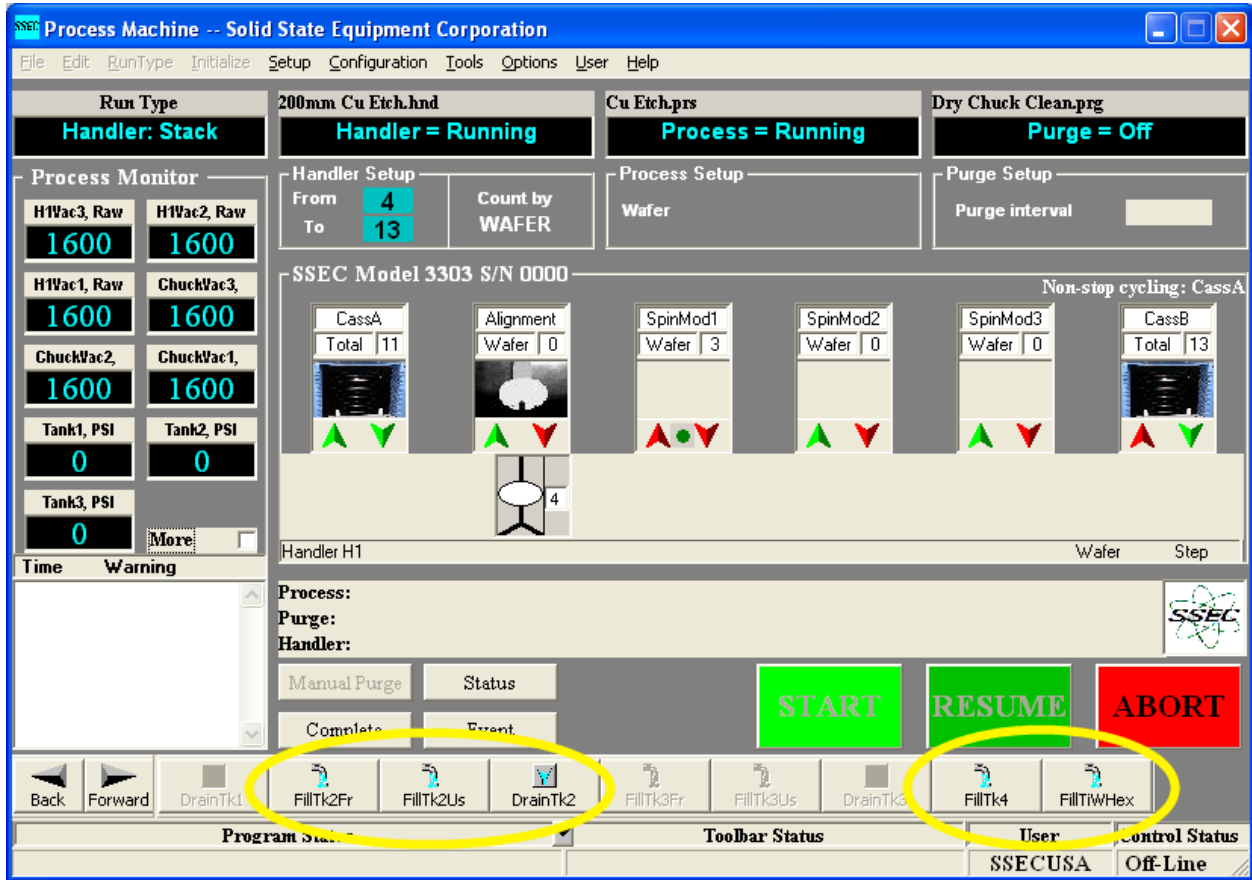 SSEC Process Machine -- Solid State Equipment Corporation
File Edit RunType Initialize Setup Configuration Tools Options User Help
Run Type
Handler: Stack
200mm Cu Etch.hnd
Handler = Running
Cu Etch.prs
Process = Running
Dry Chuck Clean.prg
Purge = Off
Process Monitor
H1Vac3, Raw H1Vac2, Raw
1600 1600
H1Vac1, Raw ChuckVac3,
1600 1600
ChuckVac2, ChuckVac1,
1600 1600
Tank1, PSI Tank2, PSI
0 0
Tank3, PSI
0 More
Time Warning
Handler Setup
From 4
To 13
Count by
WAFER
Process Setup
Wafer
Purge Setup
Purge interval
SSEC Model 3303 S/N 0000
Non-stop cycling: CassA
CassA Alignment SpinMod1 SpinMod2 SpinMod3 CassB
Total 11 Wafer 0 Wafer 3 Wafer 0 Wafer 0 Total 13
4
Handler H1 Wafer Step
Process:
Purge:
Handler:
SSEC
Manual Purge Status
Complete Event
START RESUME ABORT
Back Forward DrainTk1 FillTk2Fr FillTk2Us DrainTk2 FillTk3Fr FillTk3Us DrainTk3 FillTk4 FillTiWHex
Program Status Toolbar Status User Control Status
SSECUSA Off-Line